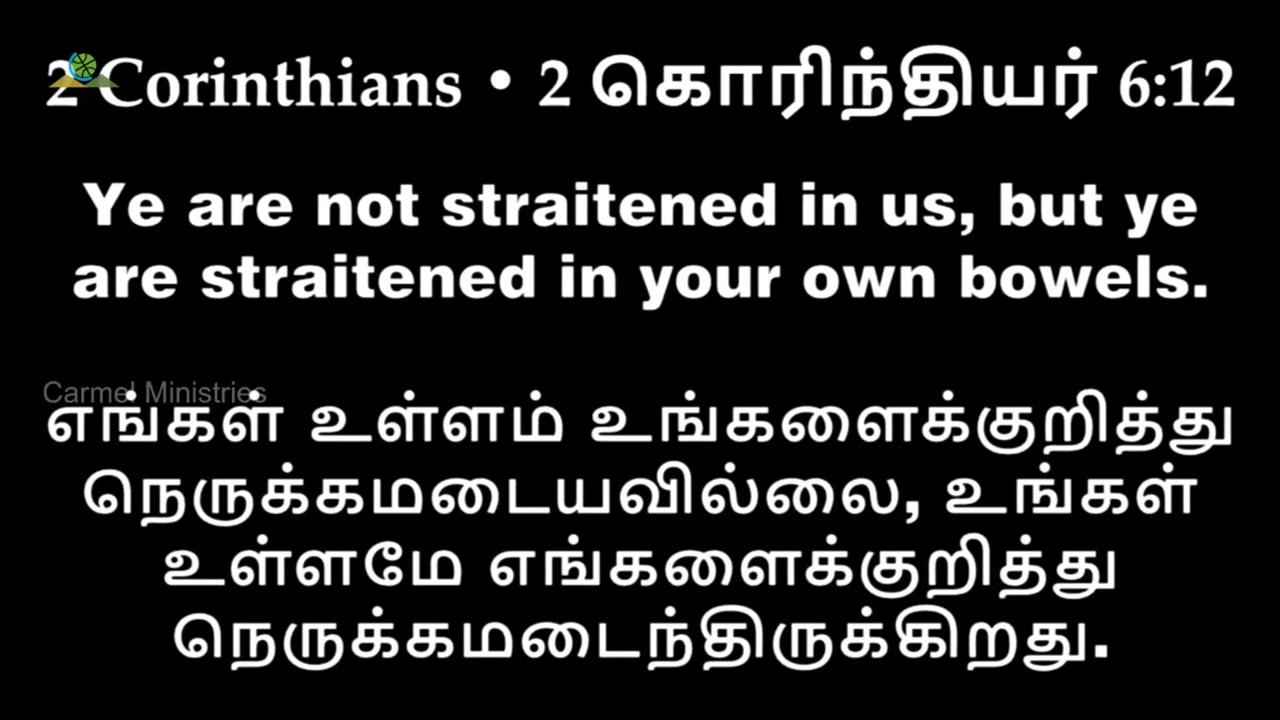 2 Corinthians • 2 கொரிந்தியர் 6:12
Ye are not straitened in us, but ye
are straitened in your own bowels.
Carmel Ministries
எங்கள் உள்ளம் உங்களைக்குறித்து
நெருக்கமடையவில்லை, உங்கள்
உள்ளமே எங்களைக்குறித்து
நெருக்கமடைந்திருக்கிறது.